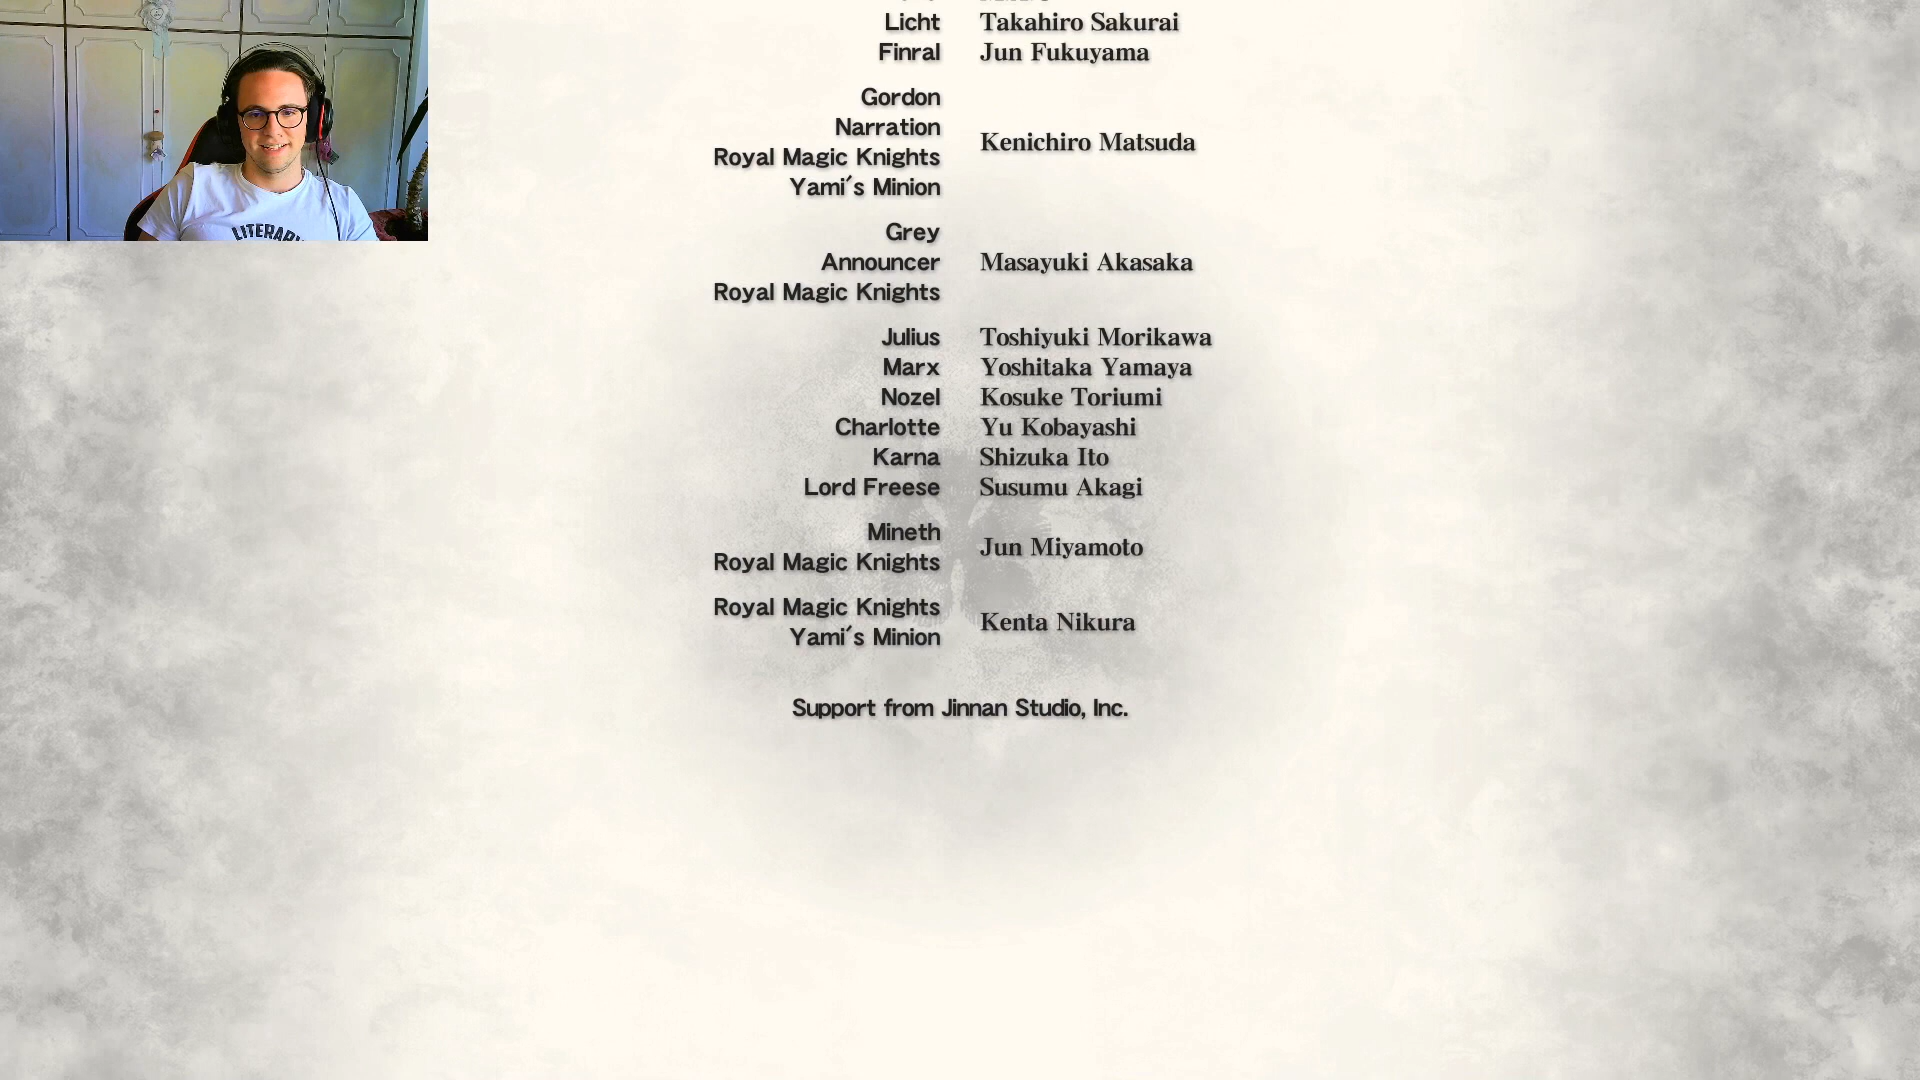 Licht Takahiro Sakurai
Finral Jun Fukuyama
Gordon
Narration
Royal Magic Knights
Yami´s Minion
Kenichiro Matsuda
Grey
Announcer Masayuki Akasaka
Royal Magic Knights
Julius Toshiyuki Morikawa
Marx Yoshitaka Yamaya
Nozel Kosuke Toriumi
Charlotte Yu Kobayashi
Karna Shizuka Ito
Lord Freese Susumu Akagi
Mineth
Royal Magic Knights
Jun Miyamoto
Royal Magic Knights
Yami´s Minion
Kenta Nikura
Support from Jinnan Studio, Inc.